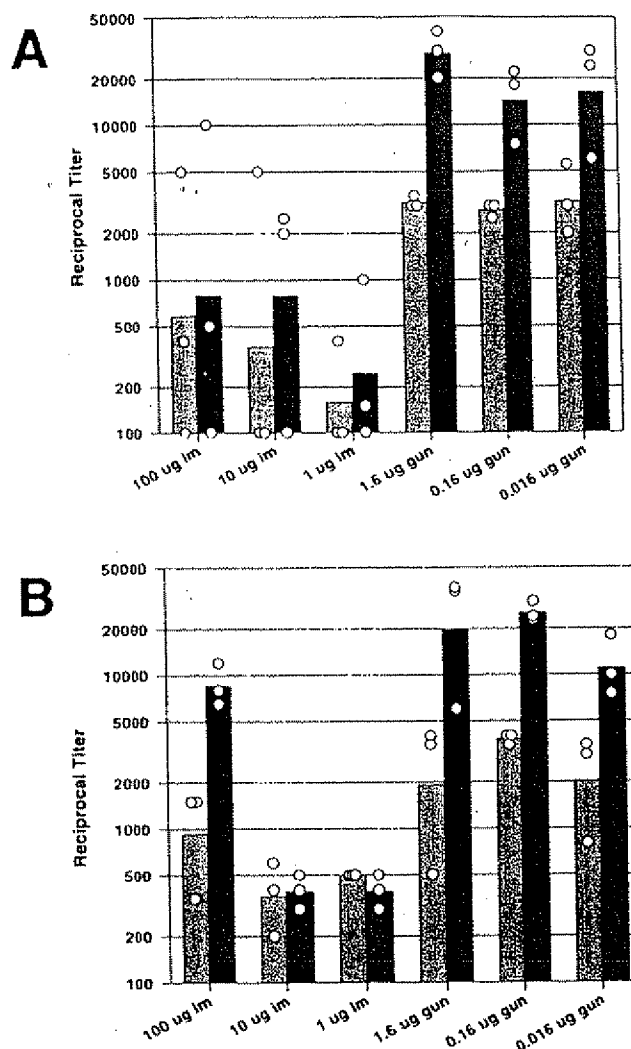 A
50000
20000
10000
5000
2000
1000
500
200
100
Reciprocal Titer
100 ug im
10 ug im
1 ug im
1.6 ug gun
0.16 ug gun
0.016 ug gun
B
50000
20000
10000
5000
2000
1000
500
200
100
Reciprocal Titer
100 ug im
10 ug im
1 ug im
1.6 ug gun
0.16 ug gun
0.016 ug gun